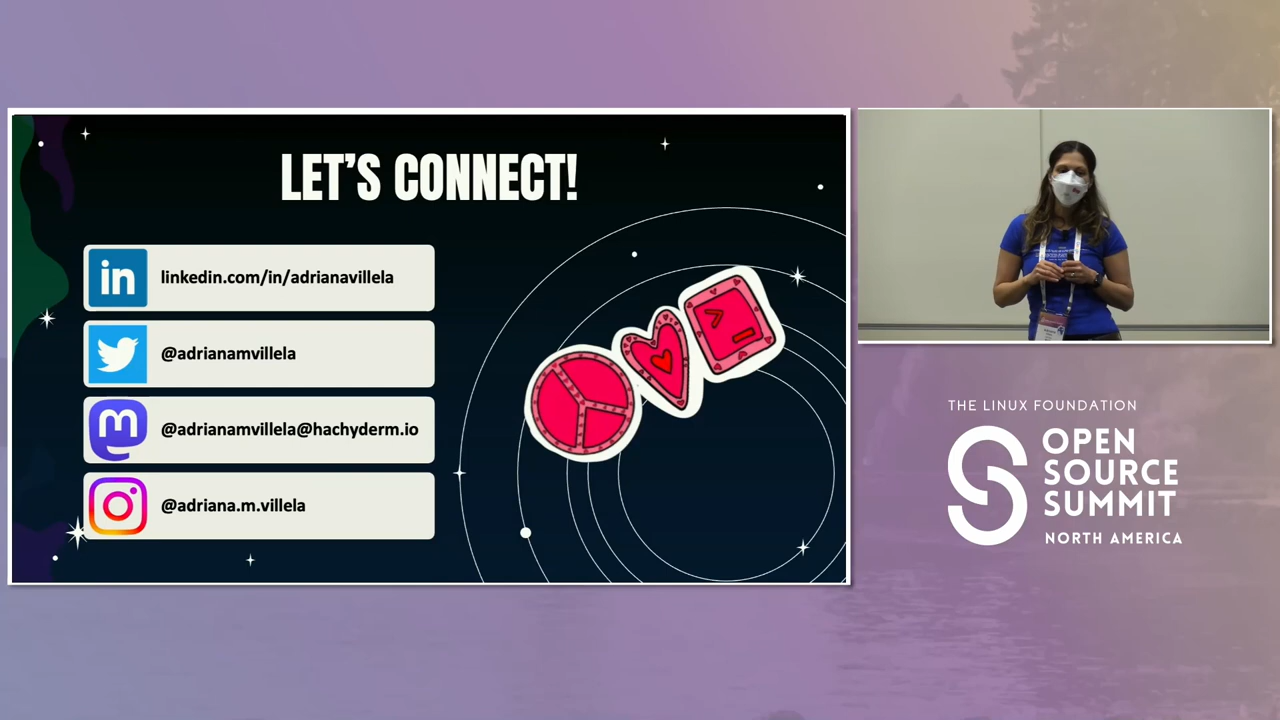 LET'S CONNECT!
linkedin.com/in/adrianavillela
@adrianamvillela
@adrianamvillela@hachyderm.io
@adriana.m.villela
THE LINUX FOUNDATION
OPEN
SOURCE
SUMMIT
NORTH AMERICA